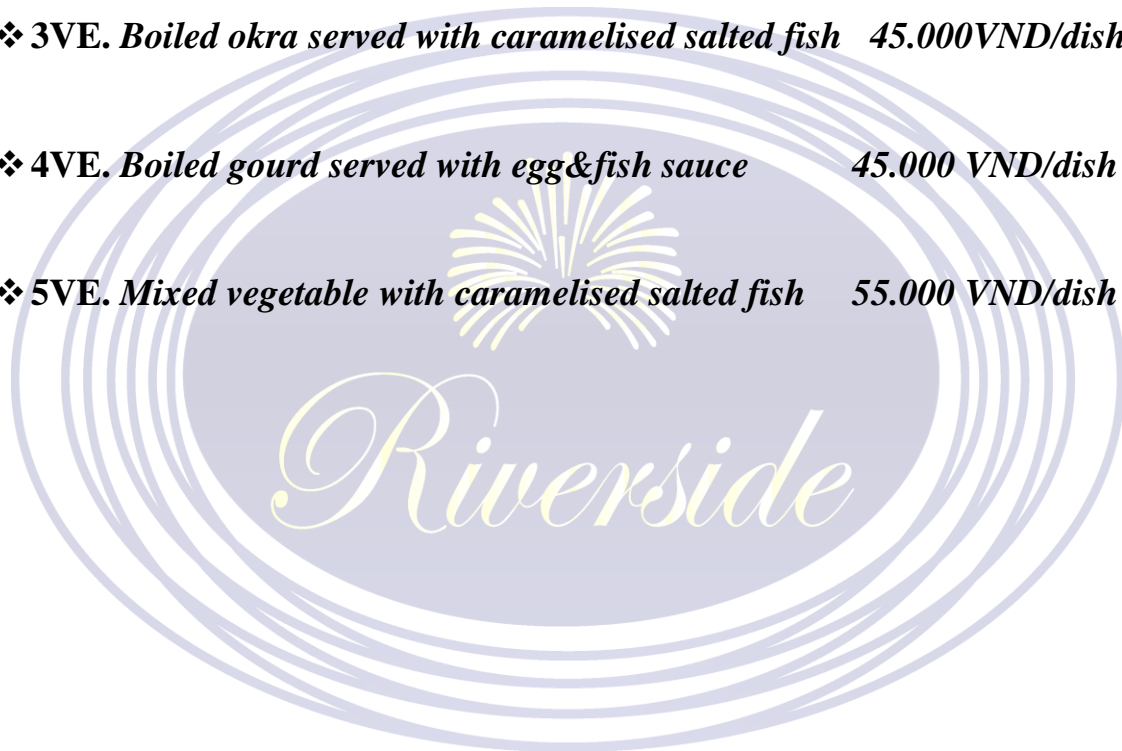 ❖ 3VE. Boiled okra served with caramelised salted fish 45.000VND/dish
❖ 4VE. Boiled gourd served with egg&fish sauce 45.000 VND/dish
❖ 5VE. Mixed vegetable with caramelised salted fish 55.000 VND/dish
Riverside